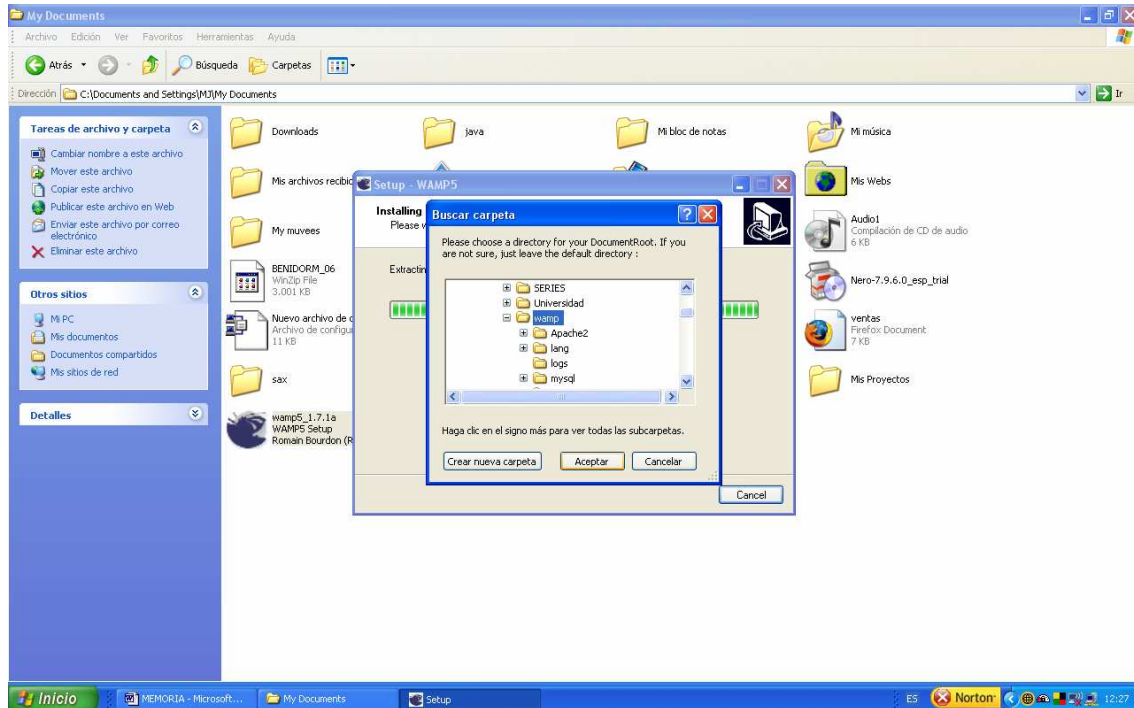 My Documents
Archivo Edición Ver Favoritos Herramientas Ayuda
Atrás Búsqueda Carpetas
Dirección C:\Documents and Settings\MJ\My Documents Ir
Tareas de archivo y carpeta
Cambiar nombre a este archivo
Mover este archivo
Copiar este archivo
Publicar este archivo en Web
Enviar este archivo por correo
electrónico
Eliminar este archivo
Otros sitios
Mi PC
Mis documentos
Documentos compartidos
Mis sitios de red
Detalles
Downloads
java
Mi bloc de notas
Mi música
Mis archivos recibic
Mis Webs
My muvees
Audio1
Compilación de CD de audio
6 KB
BENIDORM_06
WinZip File
3.001 KB
Nero-7.9.6.0_esp_trial
Nuevo archivo de c
Archivo de configu
11 KB
ventas
Firefox Document
7 KB
sax
Mis Proyectos
wamp5_1.7.1a
WAMP5 Setup
Romain Bourdon (R
Setup - WAMP5
Installing
Please w
Extractin
Cancel
Buscar carpeta
Please choose a directory for your DocumentRoot. If you
are not sure, just leave the default directory :
SERIES
Universidad
wamp
Apache2
lang
logs
mysql
Haga clic en el signo más para ver todas las subcarpetas.
Crear nueva carpeta Aceptar Cancelar
Inicio MEMORIA - Microsoft... My Documents Setup ES Norton 12:27